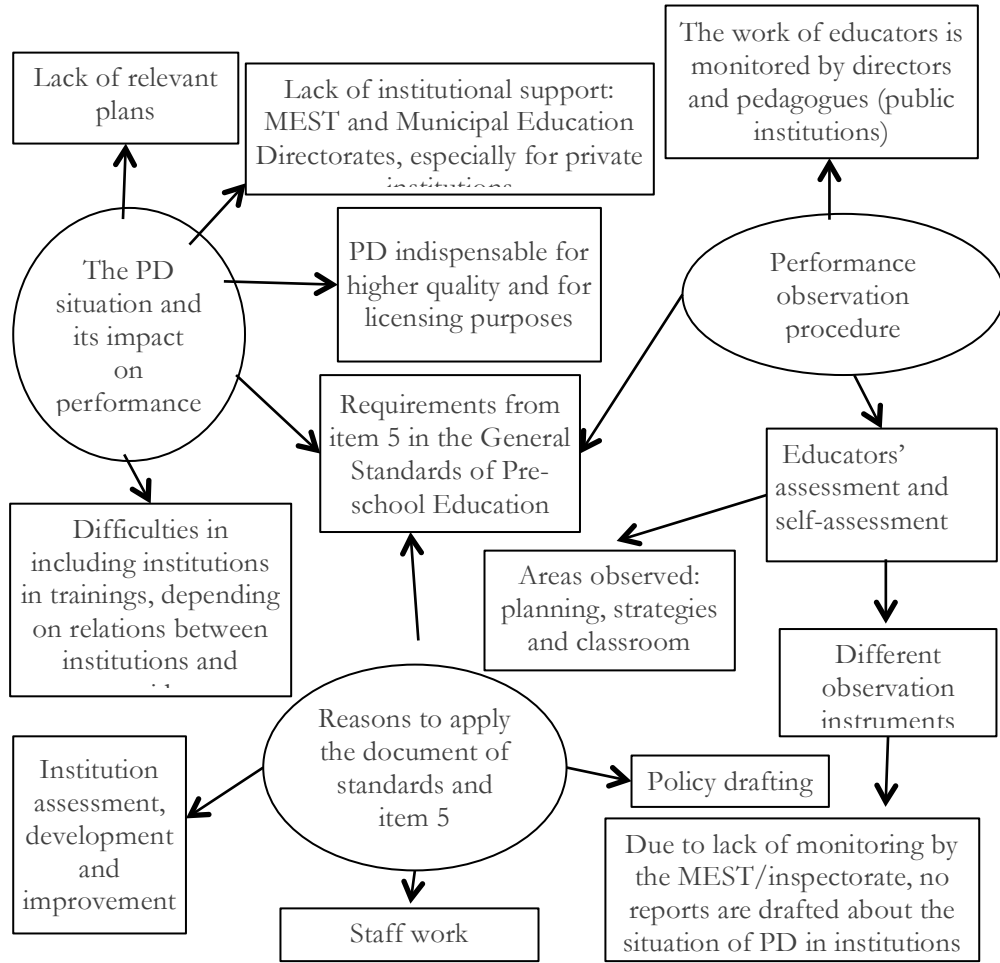 Lack of relevant
plans
Lack of institutional support:
MEST and Municipal Education
Directorates, especially for private
institutions
The work of educators is
monitored by directors
and pedagogues (public
institutions)
The PD
situation and
its impact
on
performance
PD indispensable for
higher quality and for
licensing purposes
Performance
observation
procedure
Requirements from
item 5 in the General
Standards of Pre-
school Education
Educators’
assessment and
self-assessment
Difficulties in
including institutions
in trainings, depending
on relations between
institutions and
Areas observed:
planning, strategies
and classroom
Different
observation
instruments
Reasons to apply
the document of
standards and
item 5
Institution
assessment,
development
and
improvement
Policy drafting
Due to lack of monitoring by
the MEST/inspectorate, no
reports are drafted about the
situation of PD in institutions
Staff work